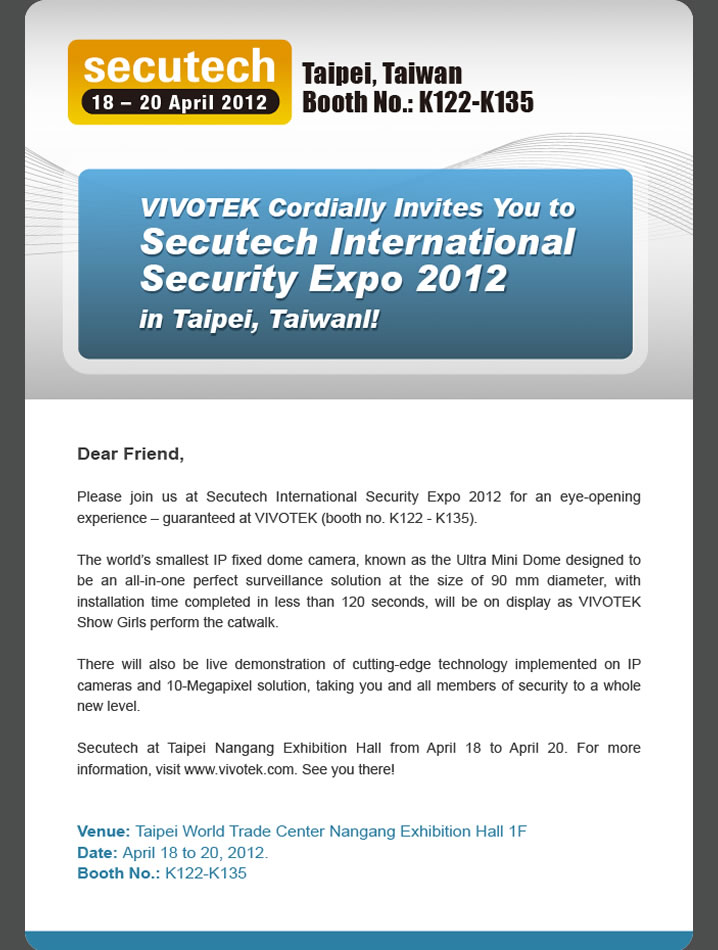 secutech
18 – 20 April 2012
Taipei, Taiwan
Booth No.: K122-K135
VIVOTEK Cordially Invites You to
Secutech International
Security Expo 2012
in Taipei, Taiwanl!
Dear Friend,
Please join us at Secutech International Security Expo 2012 for an eye-opening
experience – guaranteed at VIVOTEK (booth no. K122 - K135).
The world's smallest IP fixed dome camera, known as the Ultra Mini Dome designed to
be an all-in-one perfect surveillance solution at the size of 90 mm diameter, with
installation time completed in less than 120 seconds, will be on display as VIVOTEK
Show Girls perform the catwalk.
There will also be live demonstration of cutting-edge technology implemented on IP
cameras and 10-Megapixel solution, taking you and all members of security to a whole
new level.
Secutech at Taipei Nangang Exhibition Hall from April 18 to April 20. For more
information, visit www.vivotek.com. See you there!
Venue: Taipei World Trade Center Nangang Exhibition Hall 1F
Date: April 18 to 20, 2012.
Booth No.: K122-K135